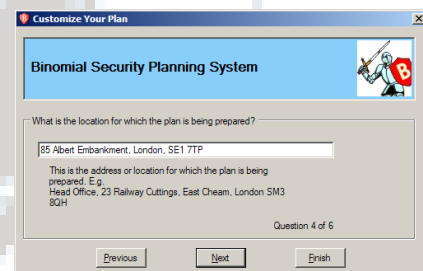 Customize Your Plan
Binomial Security Planning System
B
What is the location for which the plan is being prepared?
85 Albert Embankment, London, SE1 7TP
This is the address or location for which the plan is being
prepared. E.g.
Head Office, 23 Railway Cuttings, East Cheam, London SM3
8QH
Question 4 of 6
Previous
Next
Finish